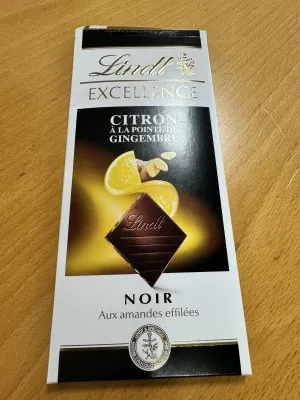 Lindt
EXCELLENCE
CITRON
À LA POINTE DE
GINGEMBRE
Lindt
NOIR
Aux amandes effilées